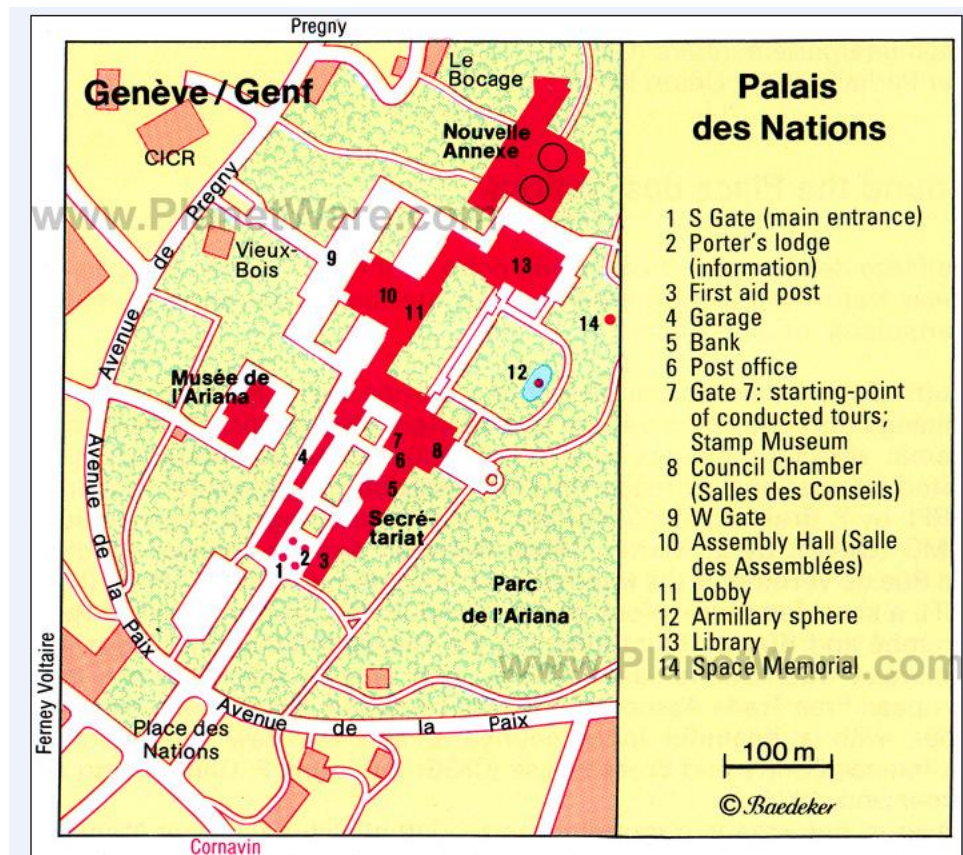 Pregny
Genève / Genf
Le
Bocage
Nouvelle
Annexe
CICR
www.PlanetWare.com
Avenue de Pregny
Vieux-
Bois
9
10
11
13
14
12
Musée de
l'Ariana
7
8
4
6
5
Secré-
tariat
2
1
3
Parc
de l'Ariana
Avenue de la Paix
Ferney Voltaire
Place des
Nations
Avenue de la Paix
Cornavin
Palais
des Nations
1 S Gate (main entrance)
2 Porter's lodge
(information)
3 First aid post
4 Garage
5 Bank
6 Post office
7 Gate 7: starting-point
of conducted tours;
Stamp Museum
8 Council Chamber
(Salles des Conseils)
9 W Gate
10 Assembly Hall (Salle
des Assemblées)
11 Lobby
12 Armillary sphere
13 Library
14 Space Memorial
www.PlanetWare.com
100 m
© Baedeker